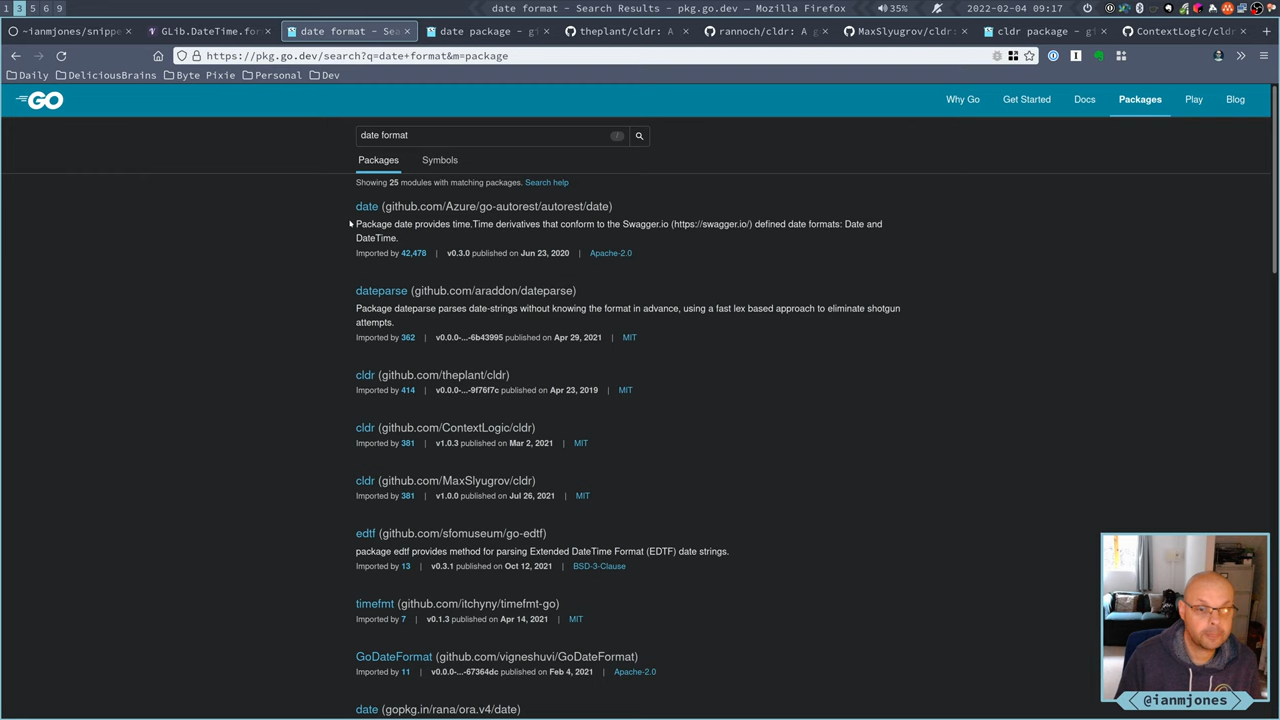 1 3 5 6 9
date format - Search Results - pkg.go.dev — Mozilla Firefox
35%
2022-02-04 09:17
~ianmjones/snippe
GLib.DateTime.for
date format - Sea
date package - gi
theplant/cldr: A
rannoch/cldr: A g
MaxSlyugrov/cldr:
cldr package - gi
ContextLogic/cldr
https://pkg.go.dev/search?q=date+format&m=package
Daily
DeliciousBrains
Byte Pixie
Personal
Dev
GO
Why Go
Get Started
Docs
Packages
Play
Blog
date format
/
Packages
Symbols
Showing 25 modules with matching packages. Search help
date (github.com/Azure/go-autorest/autorest/date)
Package date provides time.Time derivatives that conform to the Swagger.io (https://swagger.io/) defined date formats: Date and
DateTime.
Imported by 42,478 | v0.3.0 published on Jun 23, 2020 | Apache-2.0
dateparse (github.com/araddon/dateparse)
Package dateparse parses date-strings without knowing the format in advance, using a fast lex based approach to eliminate shotgun
attempts.
Imported by 362 | v0.0.0-...-6b43995 published on Apr 29, 2021 | MIT
cldr (github.com/theplant/cldr)
Imported by 414 | v0.0.0-...-9f76f7c published on Apr 23, 2019 | MIT
cldr (github.com/ContextLogic/cldr)
Imported by 381 | v1.0.3 published on Mar 2, 2021 | MIT
cldr (github.com/MaxSlyugrov/cldr)
Imported by 381 | v1.0.0 published on Jul 26, 2021 | MIT
edtf (github.com/sfomuseum/go-edtf)
package edtf provides method for parsing Extended DateTime Format (EDTF) date strings.
Imported by 13 | v0.3.1 published on Oct 12, 2021 | BSD-3-Clause
timefmt (github.com/itchyny/timefmt-go)
Imported by 7 | v0.1.3 published on Apr 14, 2021 | MIT
GoDateFormat (github.com/vigneshuvi/GoDateFormat)
Imported by 11 | v0.0.0-...-67364dc published on Feb 4, 2021 | Apache-2.0
date (gopkg.in/rana/ora.v4/date)
@ianmjones